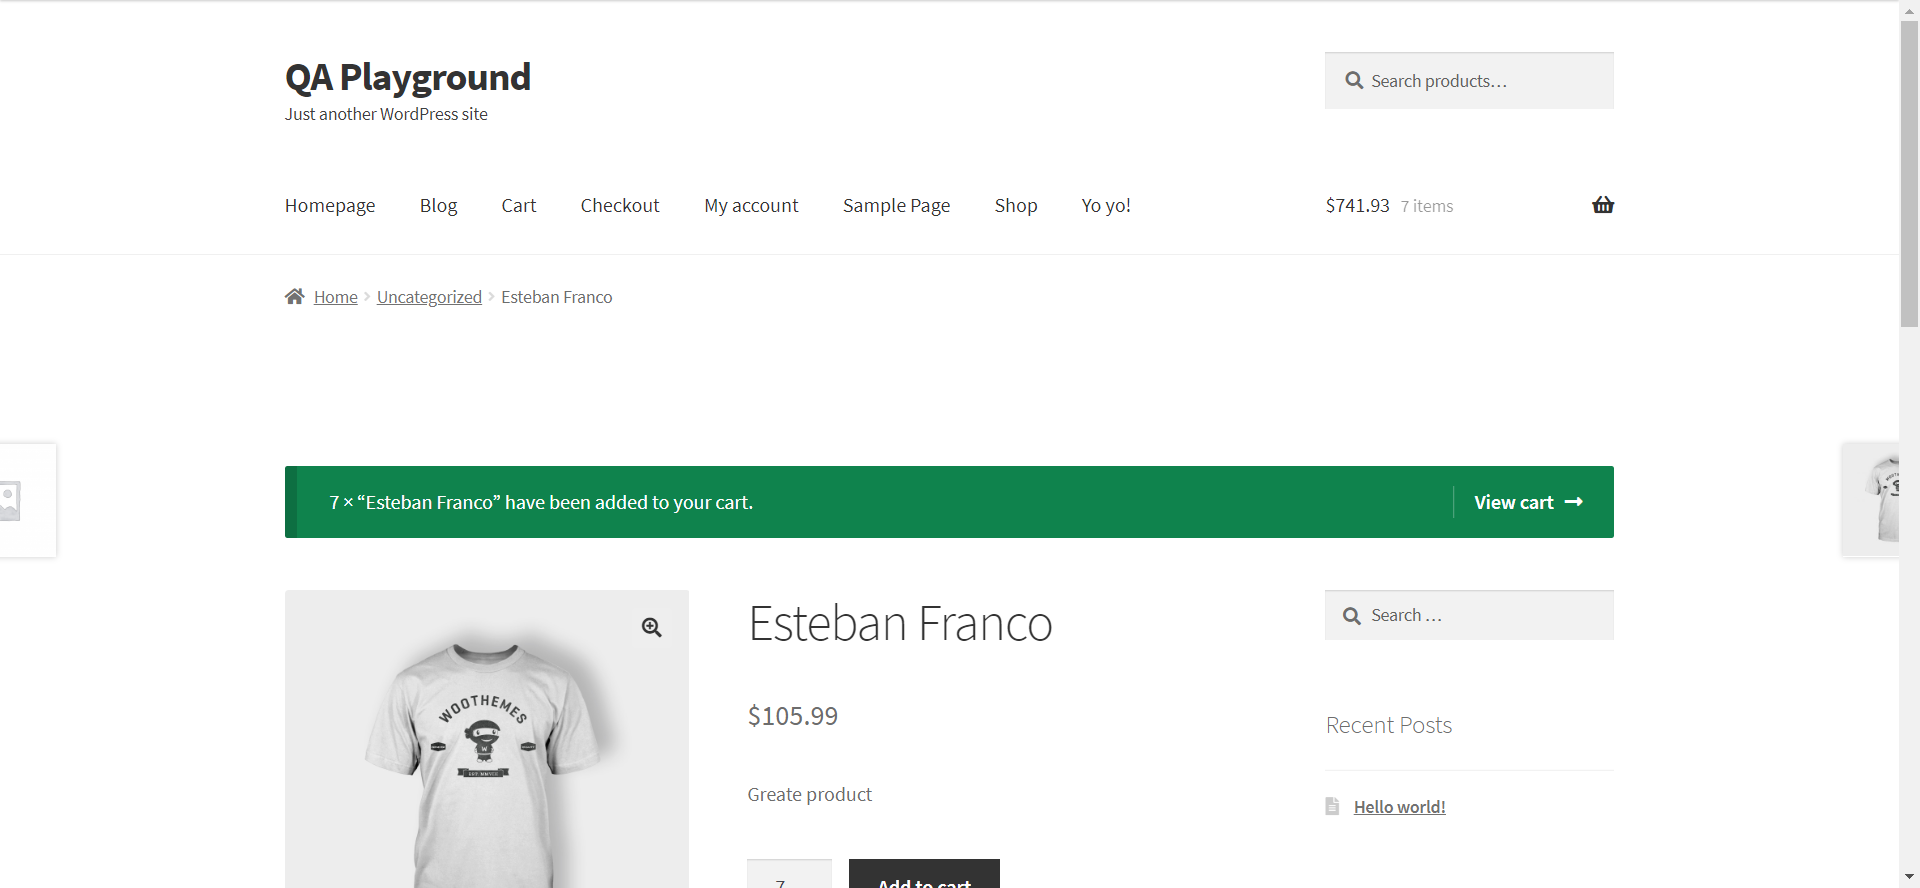 QA Playground
Just another WordPress site
Search products…
Homepage Blog Cart Checkout My account Sample Page Shop Yo yo! $741.93 7 items
Home Uncategorized Esteban Franco
7 × “Esteban Franco” have been added to your cart. View cart
Esteban Franco
Search …
WOOTHEMES
W
$105.99
Recent Posts
Greate product
Hello world!
7 Add to cart